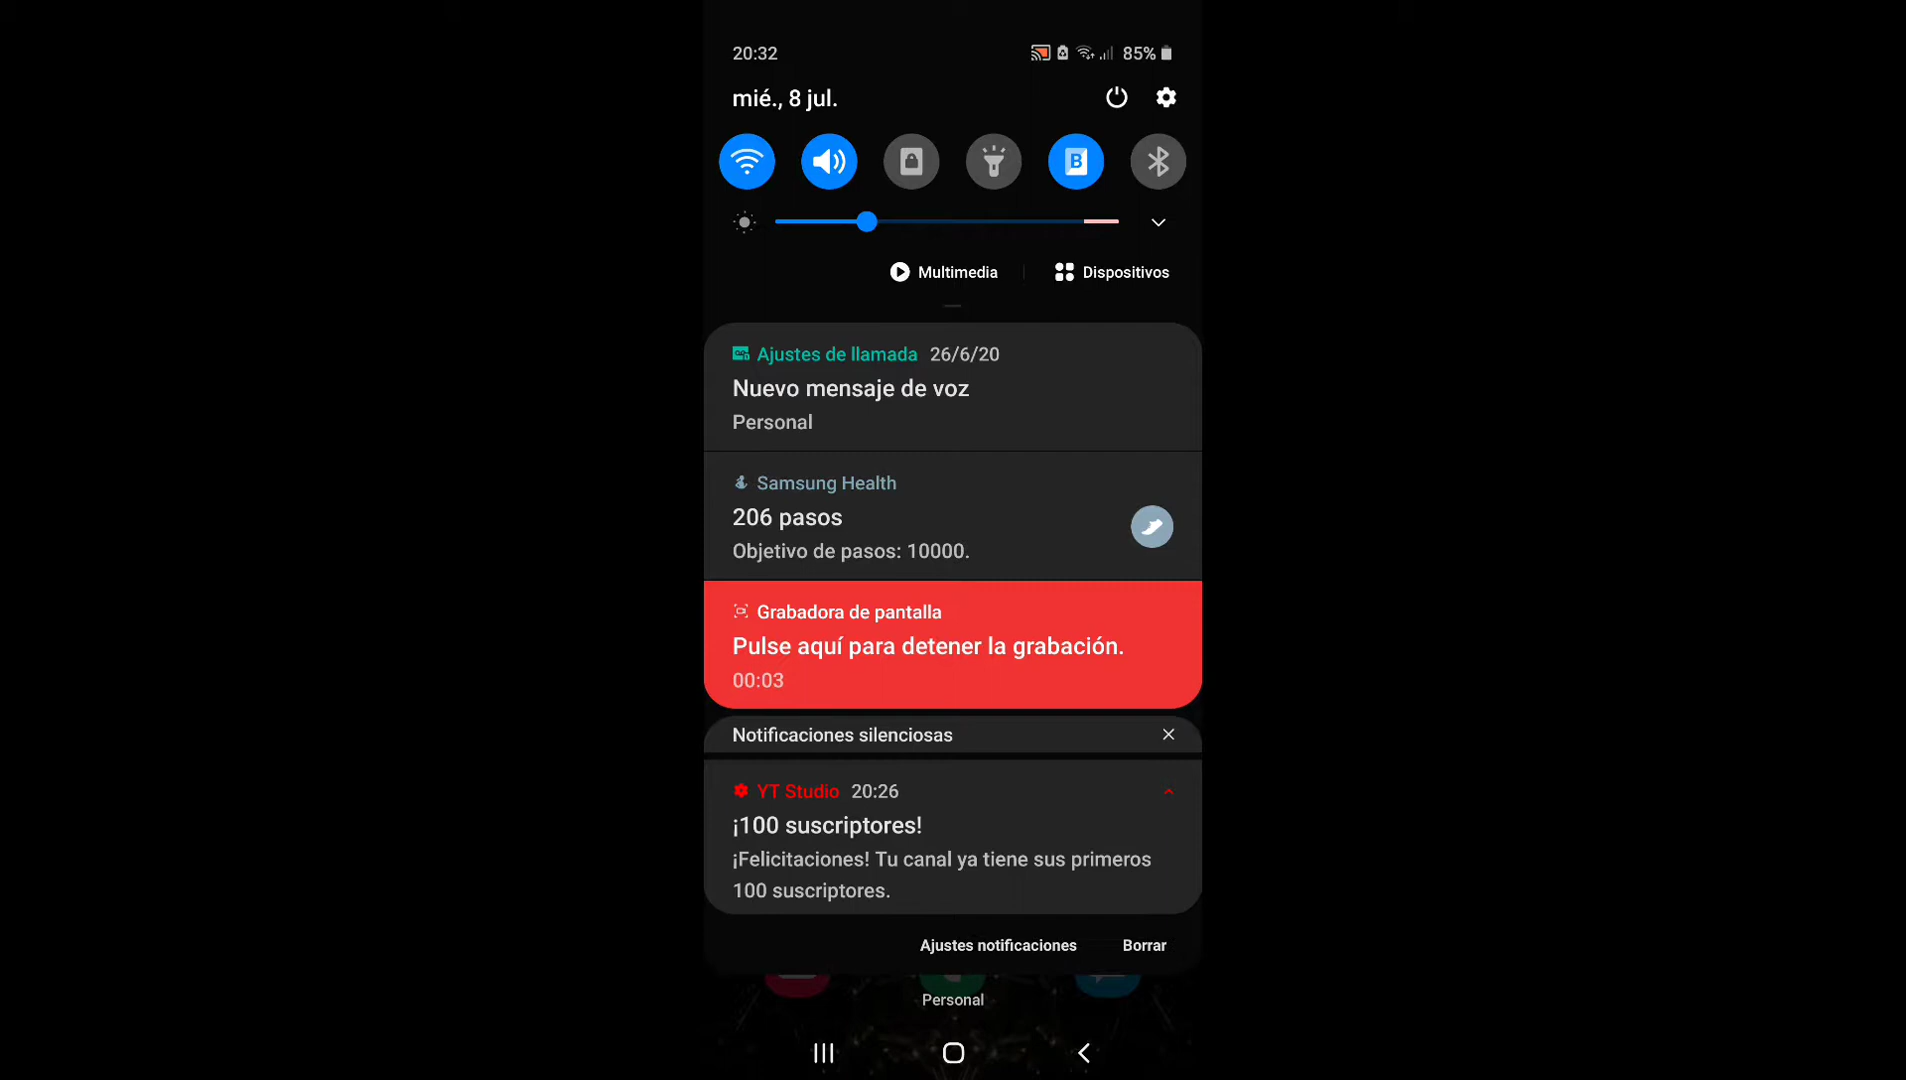 20:32 85%
mié., 8 jul.
B
Multimedia Dispositivos
Ajustes de llamada 26/6/20
Nuevo mensaje de voz
Personal
Samsung Health
206 pasos
Objetivo de pasos: 10000.
Grabadora de pantalla
Pulse aquí para detener la grabación.
00:03
Notificaciones silenciosas
YT Studio 20:26
¡100 suscriptores!
¡Felicitaciones! Tu canal ya tiene sus primeros
100 suscriptores.
Ajustes notificaciones Borrar
Personal